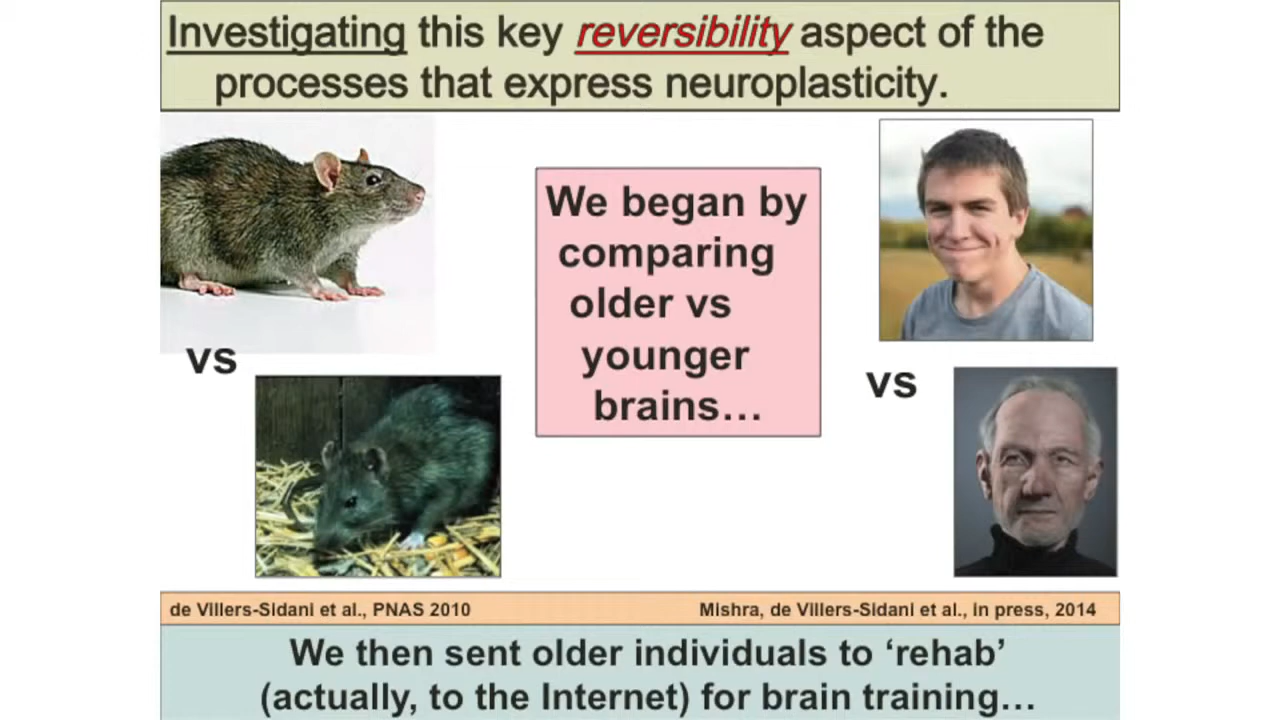 Investigating this key reversibility aspect of the
processes that express neuroplasticity.
We began by
comparing
older vs
younger
brains…
vs
vs
de Villers-Sidani et al., PNAS 2010
Mishra, de Villers-Sidani et al., in press, 2014
We then sent older individuals to ‘rehab’
(actually, to the Internet) for brain training…